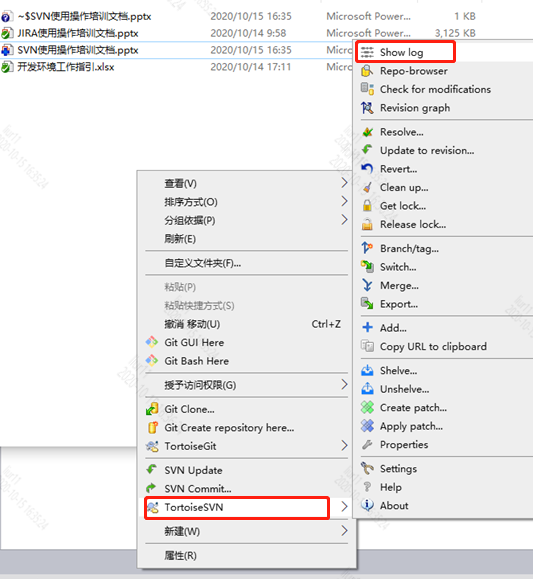 ~$SVN使用操作培训文档.pptx 2020/10/15 16:35 Microsoft Power... 1 KB
JIRA使用操作培训文档.pptx 2020/10/14 9:58 Microsoft Power... 3,125 KB
SVN使用操作培训文档.pptx 2020/10/15 16:35 Micro
开发环境工作指引.xlsx 2020/10/14 17:11 Micro
查看(V)
排序方式(O)
分组依据(P)
刷新(E)
自定义文件夹(F)...
粘贴(P)
粘贴快捷方式(S)
撤消 移动(U) Ctrl+Z
Git GUI Here
Git Bash Here
授予访问权限(G)
Git Clone...
Git Create repository here...
TortoiseGit
SVN Update
SVN Commit...
TortoiseSVN
新建(W)
属性(R)
Show log
Repo-browser
Check for modifications
Revision graph
Resolve...
Update to revision...
Revert...
Clean up...
Get lock...
Release lock...
Branch/tag...
Switch...
Merge...
Export...
Add...
Copy URL to clipboard
Shelve...
Unshelve...
Create patch...
Apply patch...
Properties
Settings
Help
About